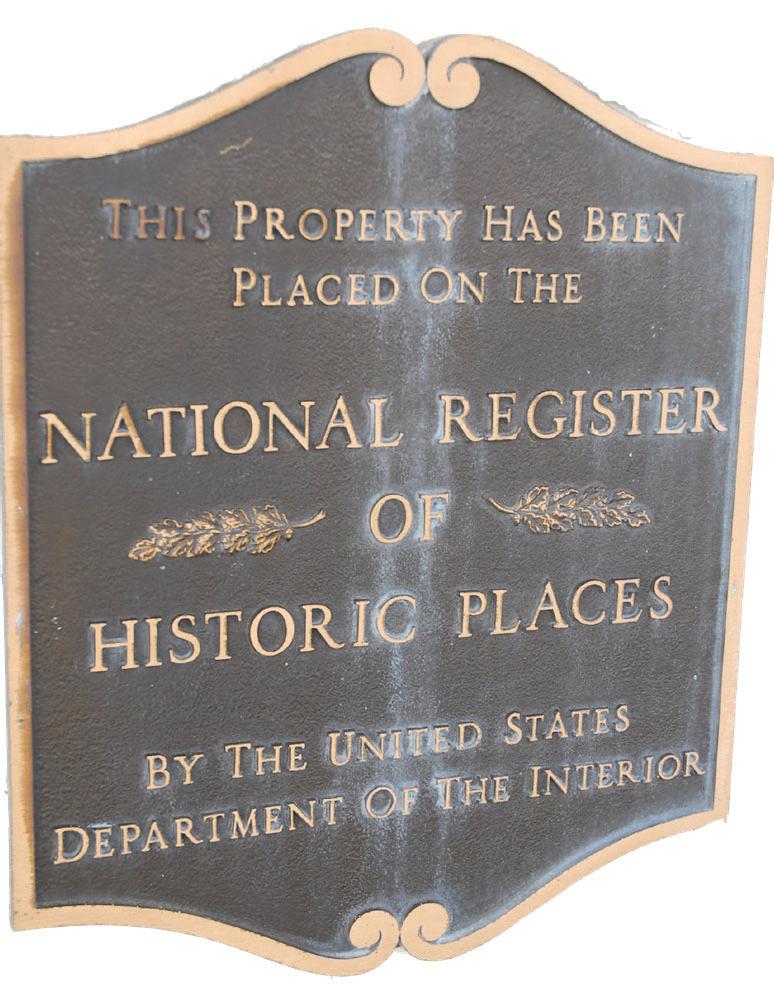 This Property Has Been
Placed On The
NATIONAL REGISTER
OF
HISTORIC PLACES
By The United States
Department Of The Interior